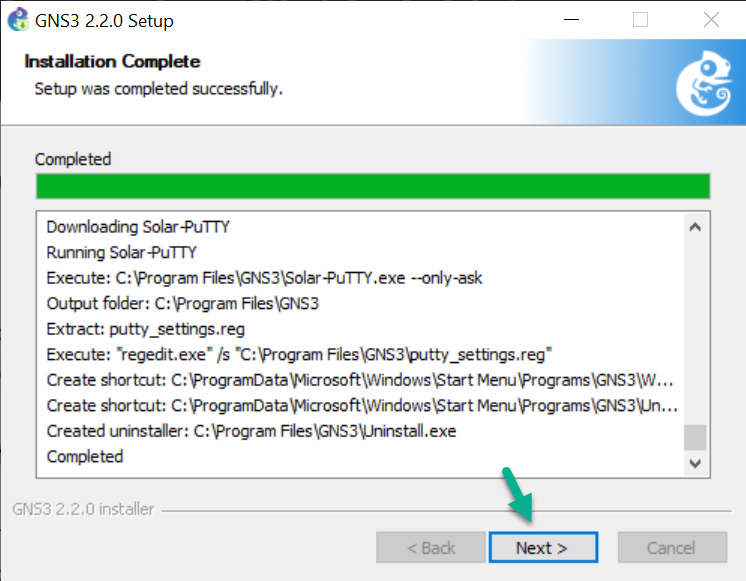 GNS3 2.2.0 Setup
Installation Complete
Setup was completed successfully.
Completed
Downloading Solar-PuTTY
Running Solar-PuTTY
Execute: C:\Program Files\GNS3\Solar-PuTTY.exe --only-ask
Output folder: C:\Program Files\GNS3
Extract: putty_settings.reg
Execute: "regedit.exe" /s "C:\Program Files\GNS3\putty_settings.reg"
Create shortcut: C:\ProgramData\Microsoft\Windows\Start Menu\Programs\GNS3\W...
Create shortcut: C:\ProgramData\Microsoft\Windows\Start Menu\Programs\GNS3\Un...
Created uninstaller: C:\Program Files\GNS3\Uninstall.exe
Completed
GNS3 2.2.0 installer
< Back Next > Cancel